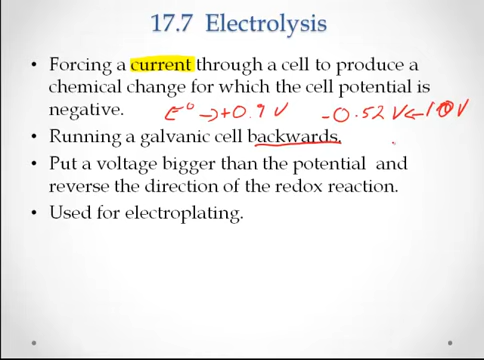 17.7 Electrolysis
• Forcing a current through a cell to produce a
chemical change for which the cell potential is
negative. E° → +0.9 V -0.52 V ← 10 V
• Running a galvanic cell backwards.
• Put a voltage bigger than the potential and
reverse the direction of the redox reaction.
• Used for electroplating.